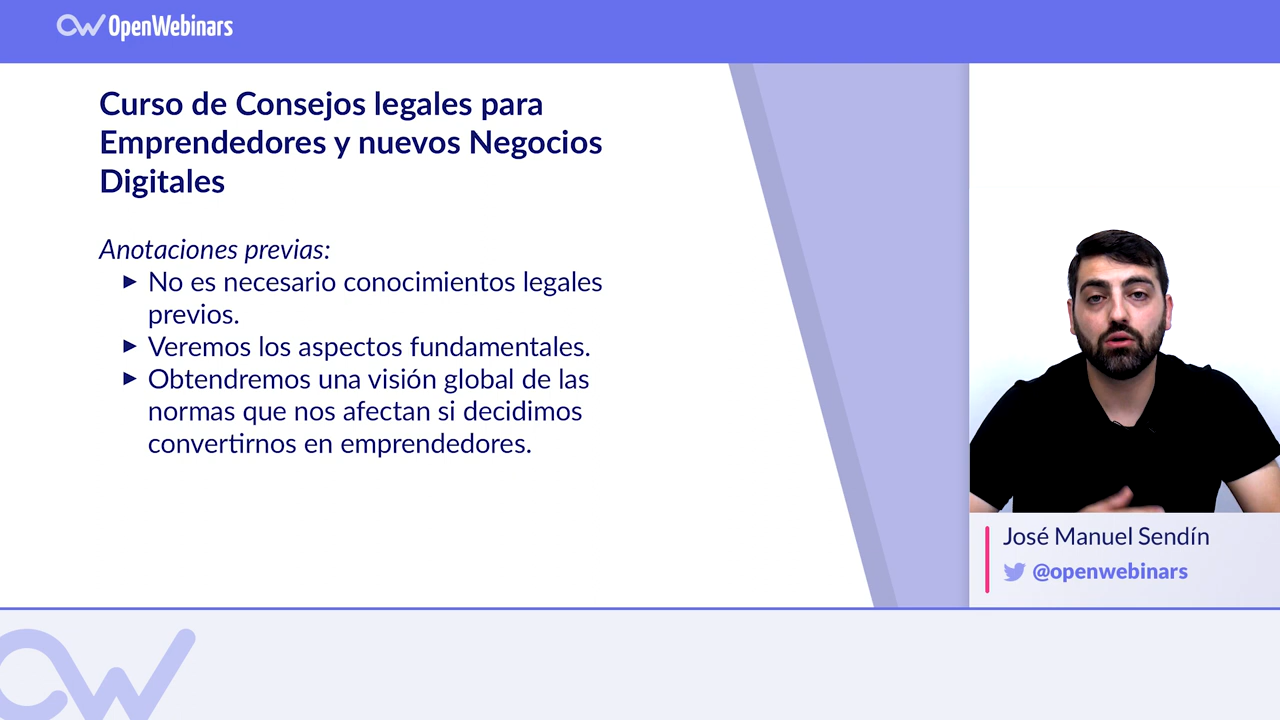 OpenWebinars
Curso de Consejos legales para
Emprendedores y nuevos Negocios
Digitales
Anotaciones previas:
► No es necesario conocimientos legales
previos.
► Veremos los aspectos fundamentales.
► Obtendremos una visión global de las
normas que nos afectan si decidimos
convertirnos en emprendedores.
José Manuel Sendín
@openwebinars